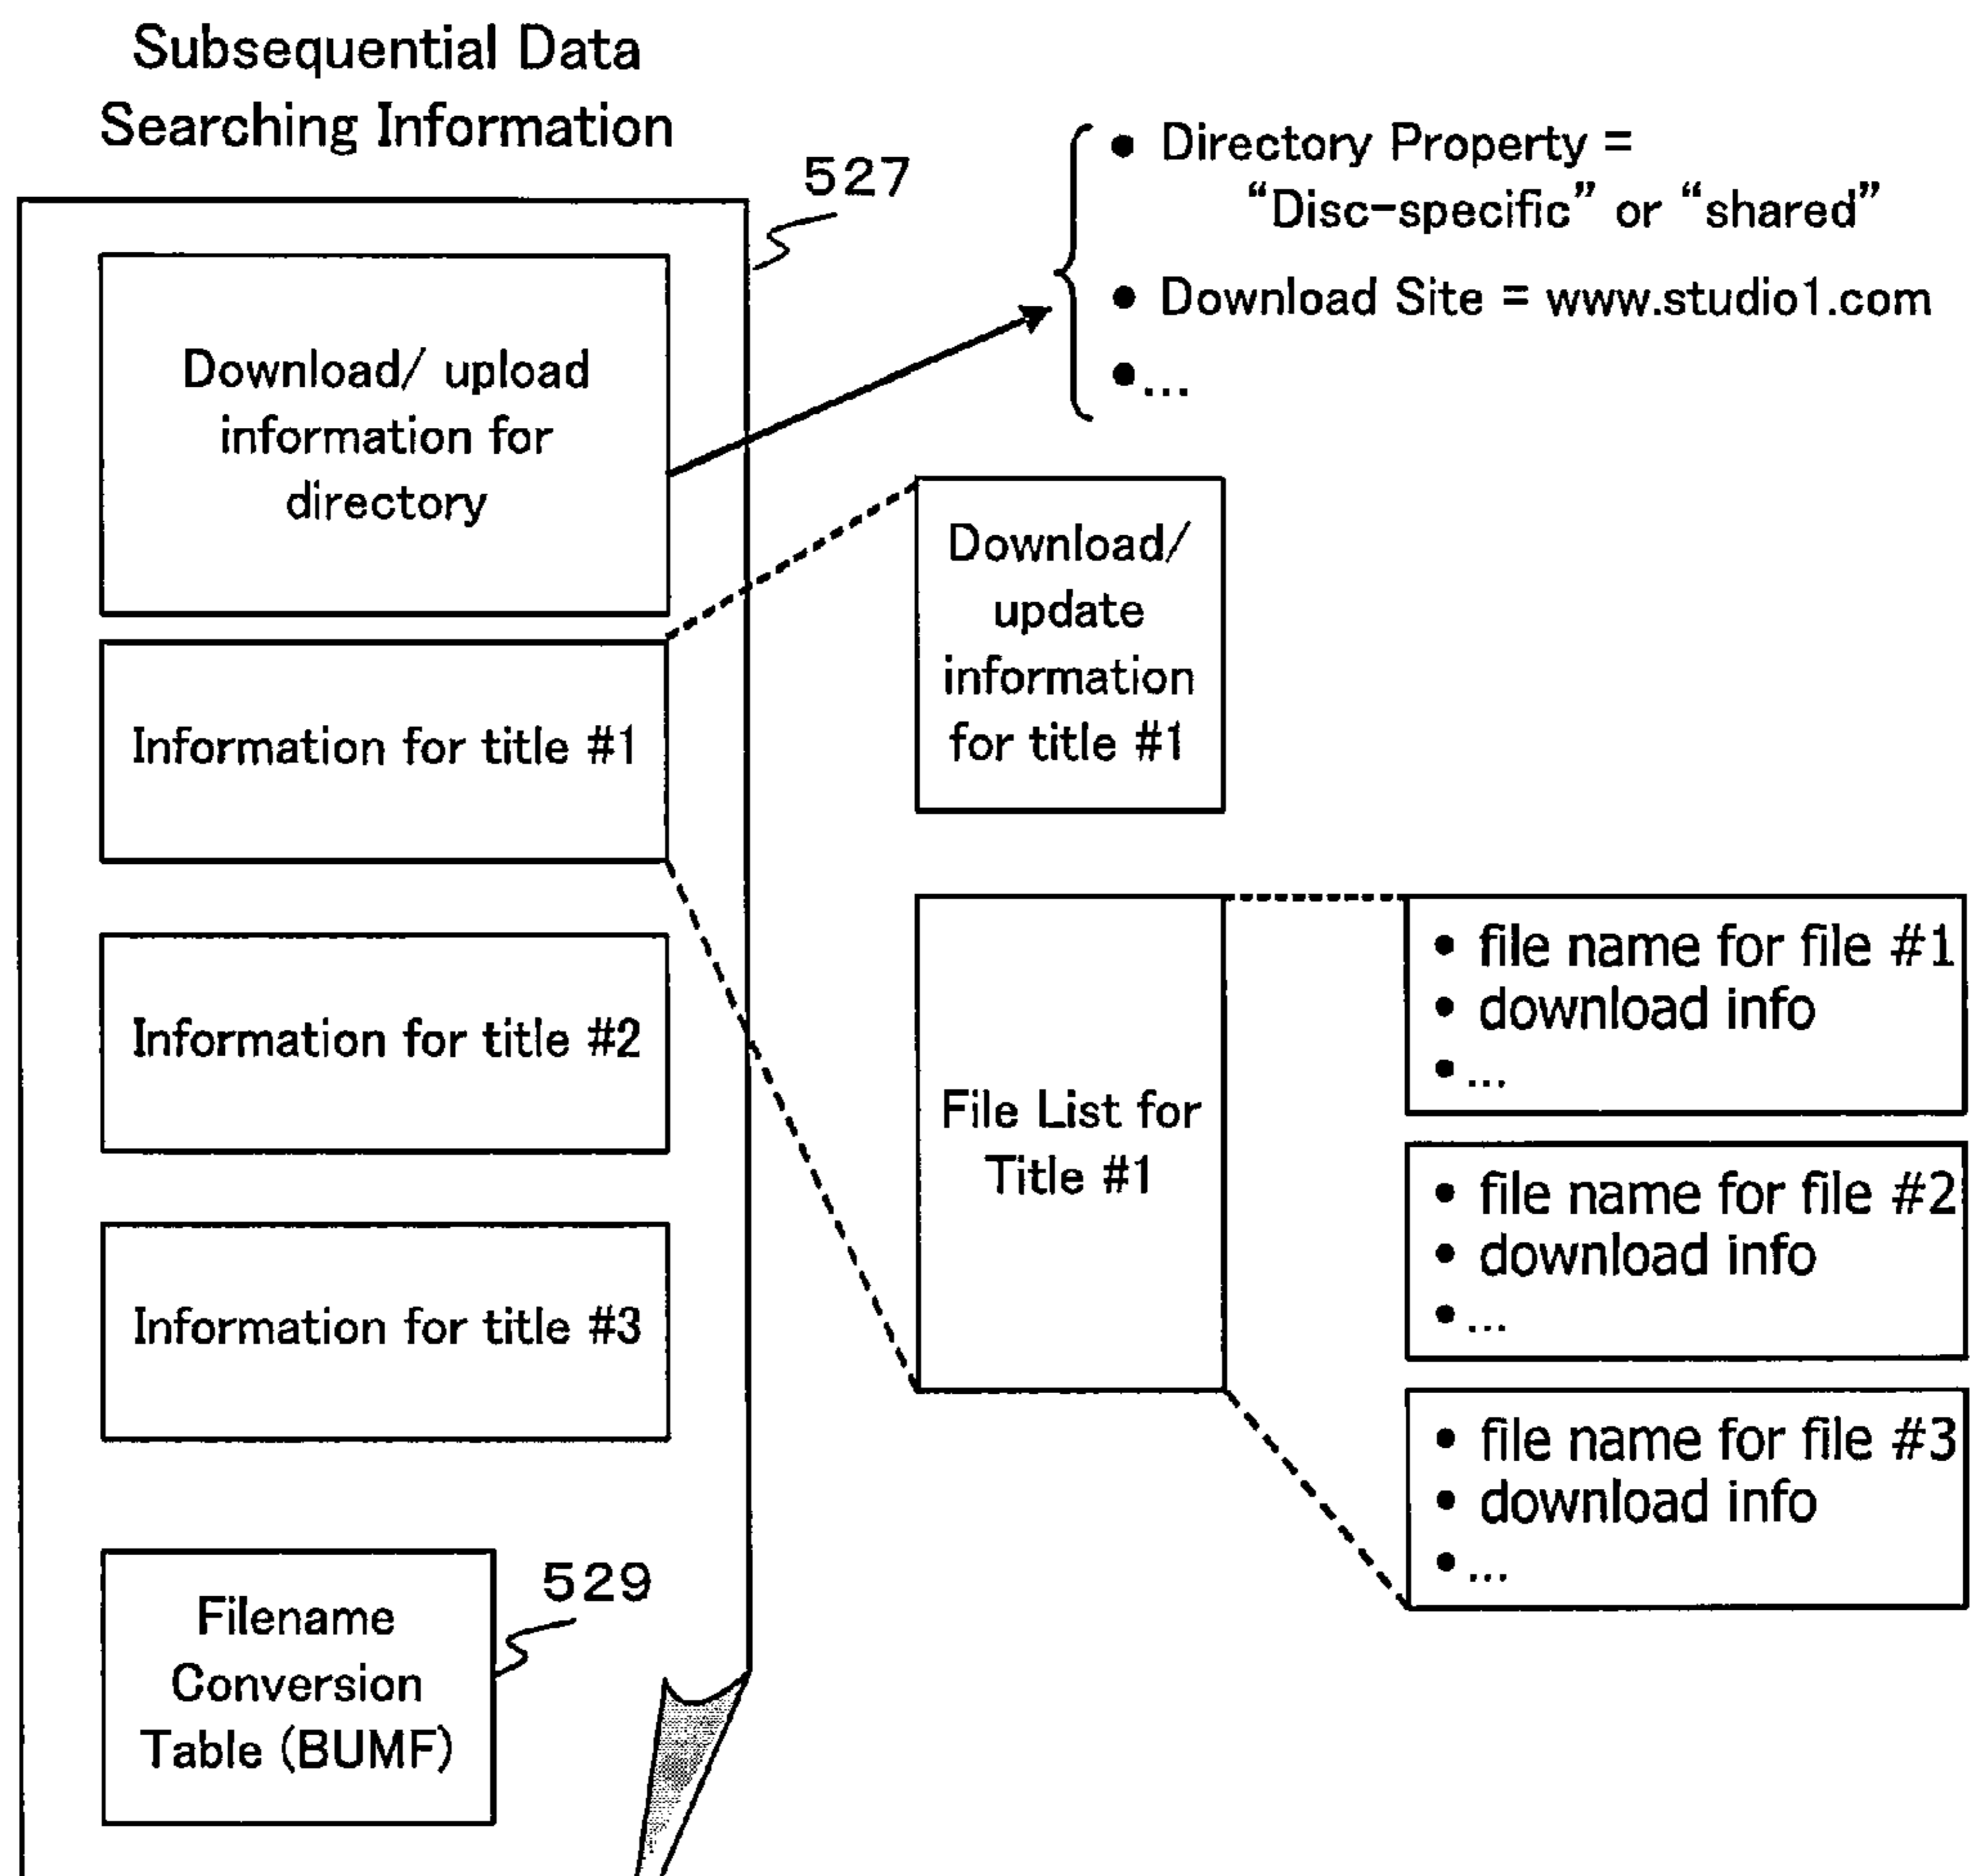 Subsequential Data
Searching Information
527
• Directory Property =
“Disc-specific” or “shared”
• Download Site = www.studio1.com
•...
Download/ upload
information for
directory
Download/
update
information
for title #1
Information for title #1
Information for title #2
Information for title #3
File List for
Title #1
• file name for file #1
• download info
•...
• file name for file #2
• download info
•...
• file name for file #3
• download info
•...
529
Filename
Conversion
Table (BUMF)